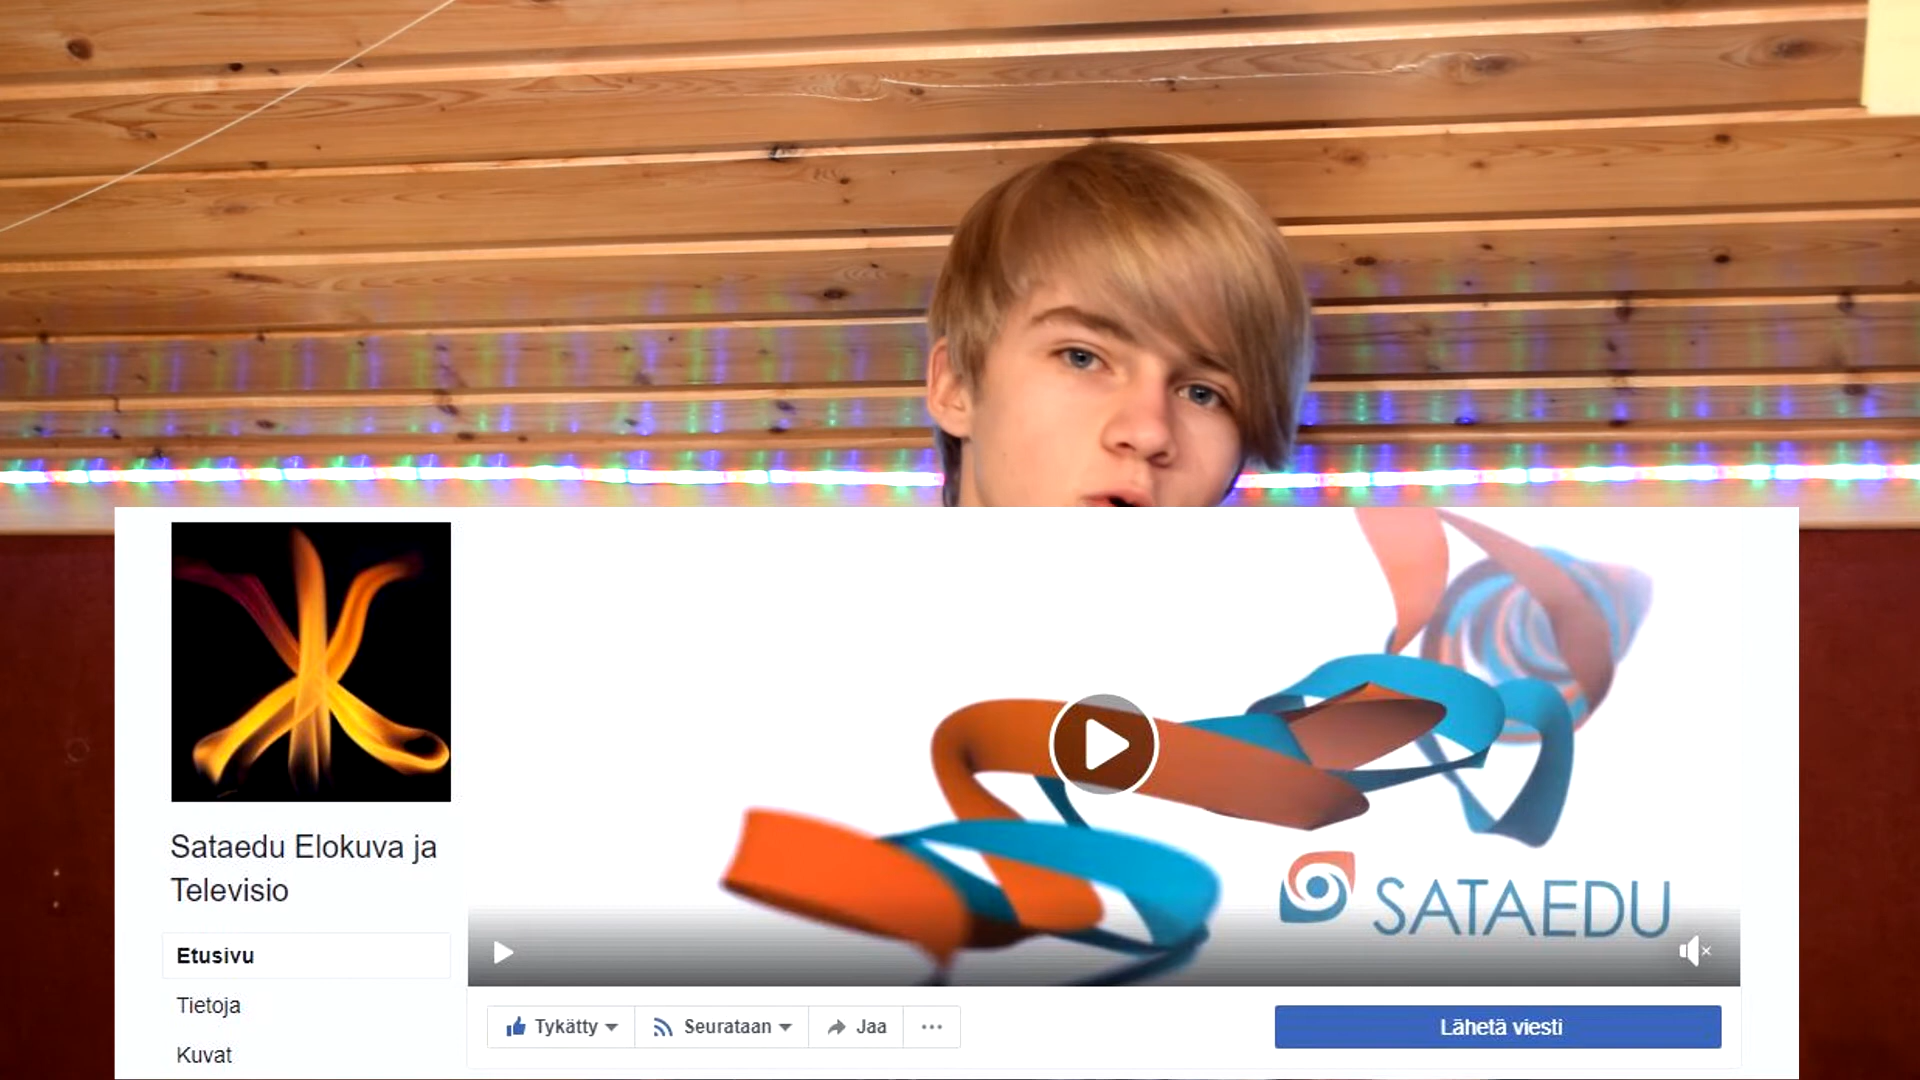 Sataedu Elokuva ja
Televisio
Etusivu
Tietoja
Kuvat
SATAEDU
Tykätty
Seurataan
Jaa
Lähetä viesti